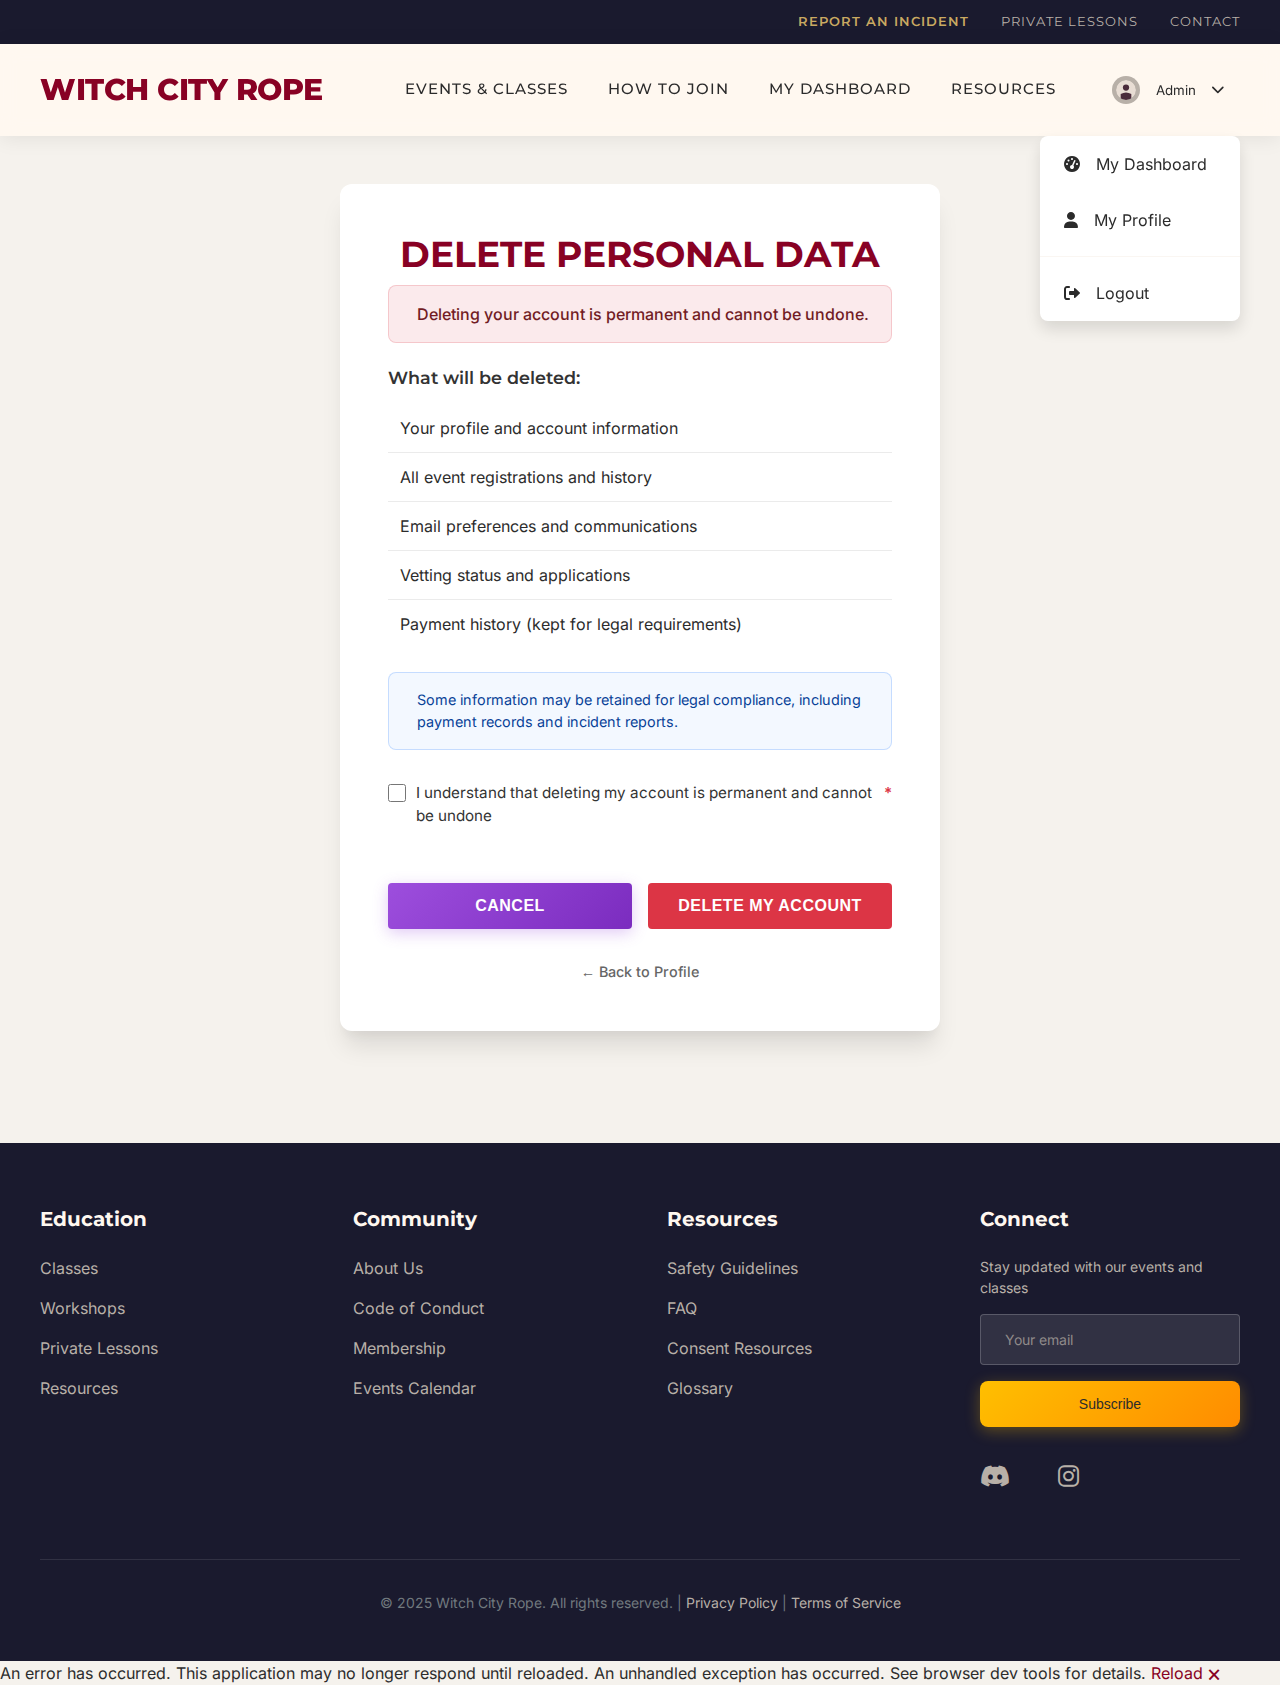 REPORT AN INCIDENT PRIVATE LESSONS CONTACT
WITCH CITY ROPE EVENTS & CLASSES HOW TO JOIN MY DASHBOARD RESOURCES Admin
My Dashboard
My Profile
Logout
DELETE PERSONAL DATA
Deleting your account is permanent and cannot be undone.
What will be deleted:
Your profile and account information
All event registrations and history
Email preferences and communications
Vetting status and applications
Payment history (kept for legal requirements)
Some information may be retained for legal compliance, including
payment records and incident reports.
I understand that deleting my account is permanent and cannot *
be undone
CANCEL DELETE MY ACCOUNT
← Back to Profile
Education
Classes
Workshops
Private Lessons
Resources
Community
About Us
Code of Conduct
Membership
Events Calendar
Resources
Safety Guidelines
FAQ
Consent Resources
Glossary
Connect
Stay updated with our events and
classes
Your email
Subscribe
© 2025 Witch City Rope. All rights reserved. | Privacy Policy | Terms of Service
An error has occurred. This application may no longer respond until reloaded. An unhandled exception has occurred. See browser dev tools for details. Reload ✕